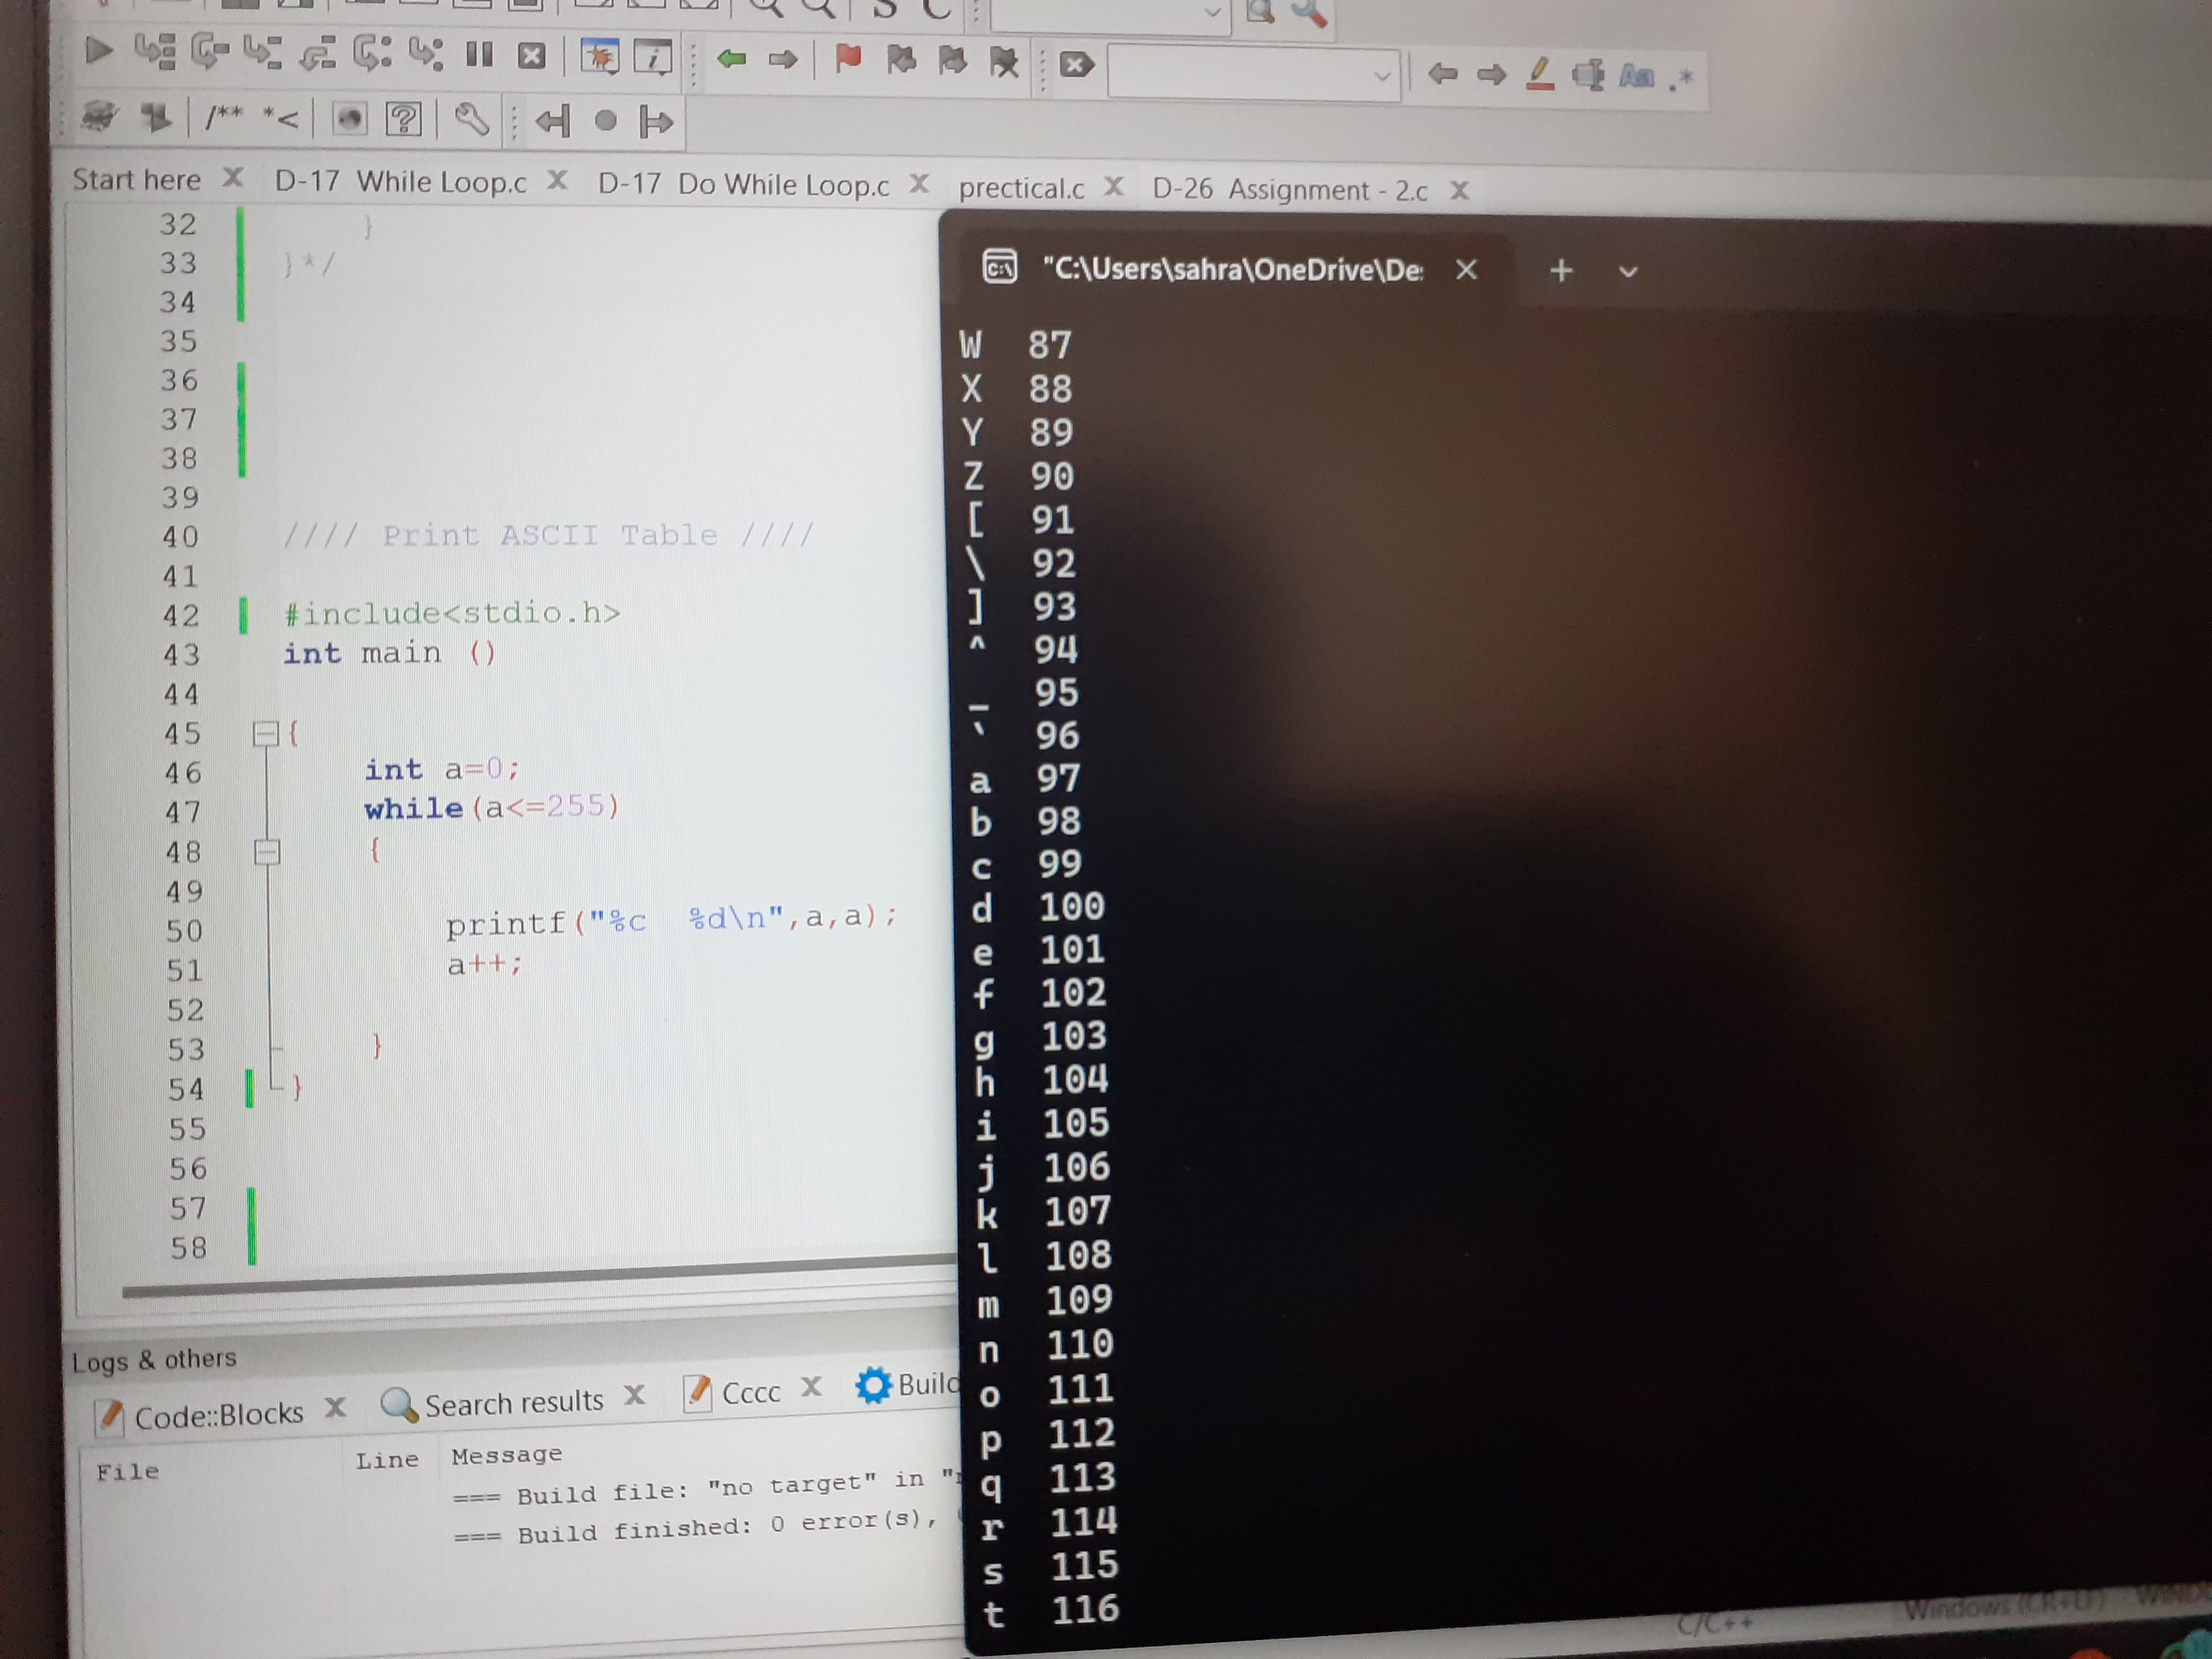 /** *<
Start here X D-17 While Loop.c X D-17 Do While Loop.c X prectical.c X D-26 Assignment - 2.c X
32 }
33 }*/
34
35
36
37
38
39
40 //// Print ASCII Table ////
41
42 #include<stdio.h>
43 int main ()
44
45 {
46 int a=0;
47 while(a<=255)
48 {
49
50 printf("%c  %d\n",a,a);
51 a++;
52
53 }
54 }
55
56
57
58
"C:\Users\sahra\OneDrive\De
W 87
X 88
Y 89
Z 90
[ 91
\ 92
] 93
^ 94
_ 95
` 96
a 97
b 98
c 99
d 100
e 101
f 102
g 103
h 104
i 105
j 106
k 107
l 108
m 109
n 110
o 111
p 112
q 113
r 114
s 115
t 116
Logs & others
Code::Blocks X Search results X Cccc X Build
File Line Message
=== Build file: "no target" in "
=== Build finished: 0 error(s),
C/C++ Windows (CR+LF)